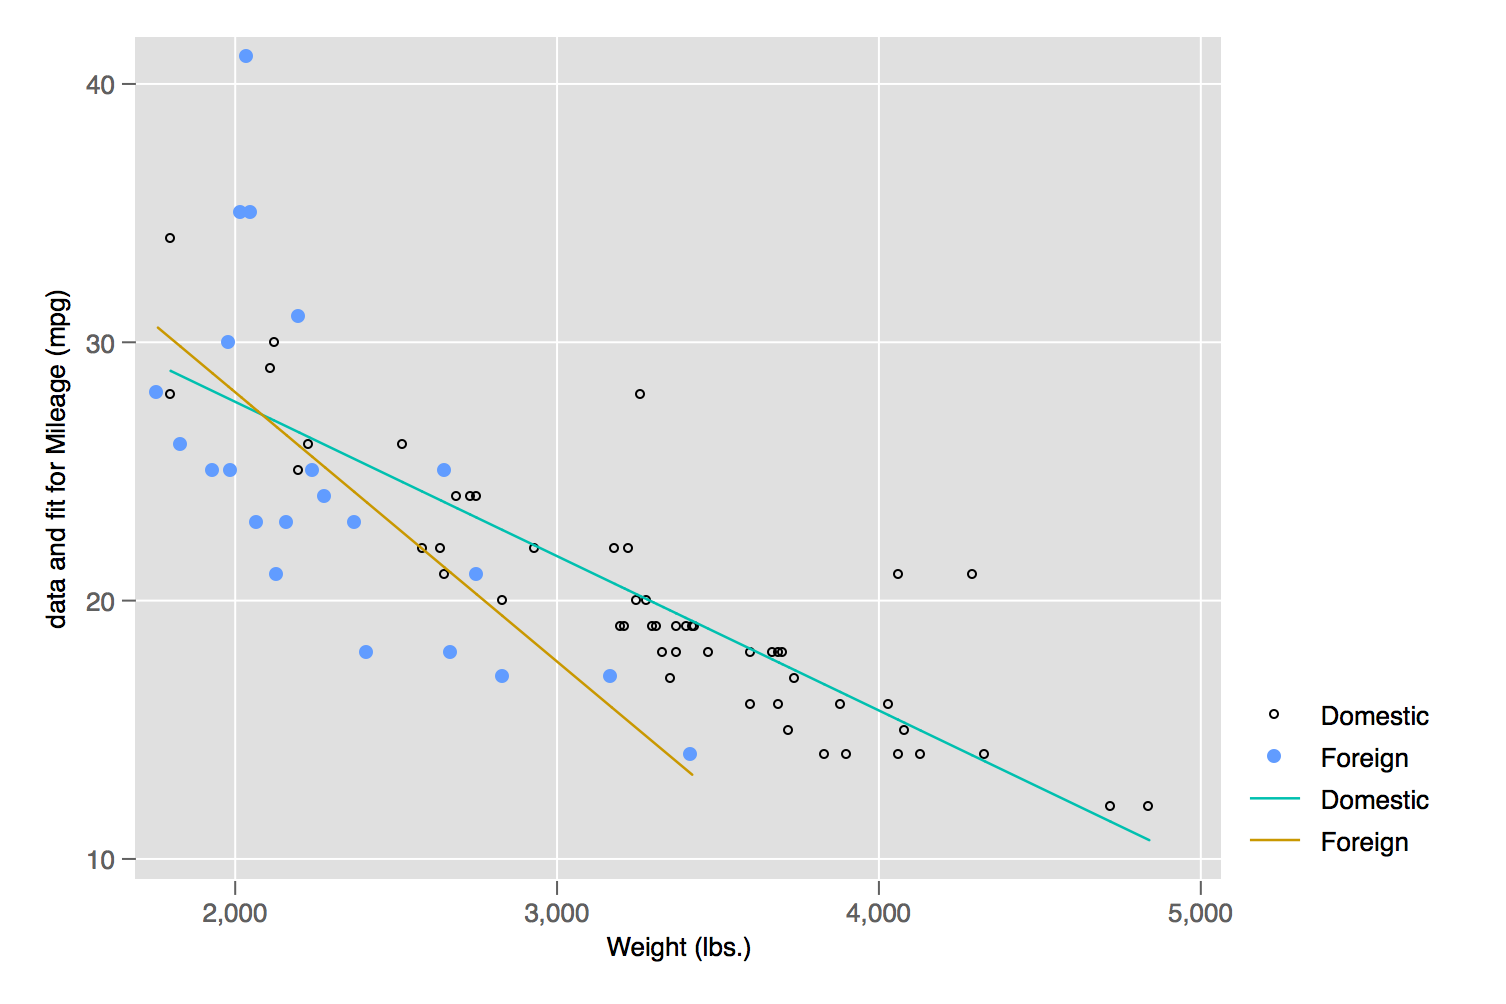 40
30
20
10
data and fit for Mileage (mpg)
2,000
3,000
4,000
5,000
Weight (lbs.)
Domestic
Foreign
Domestic
Foreign